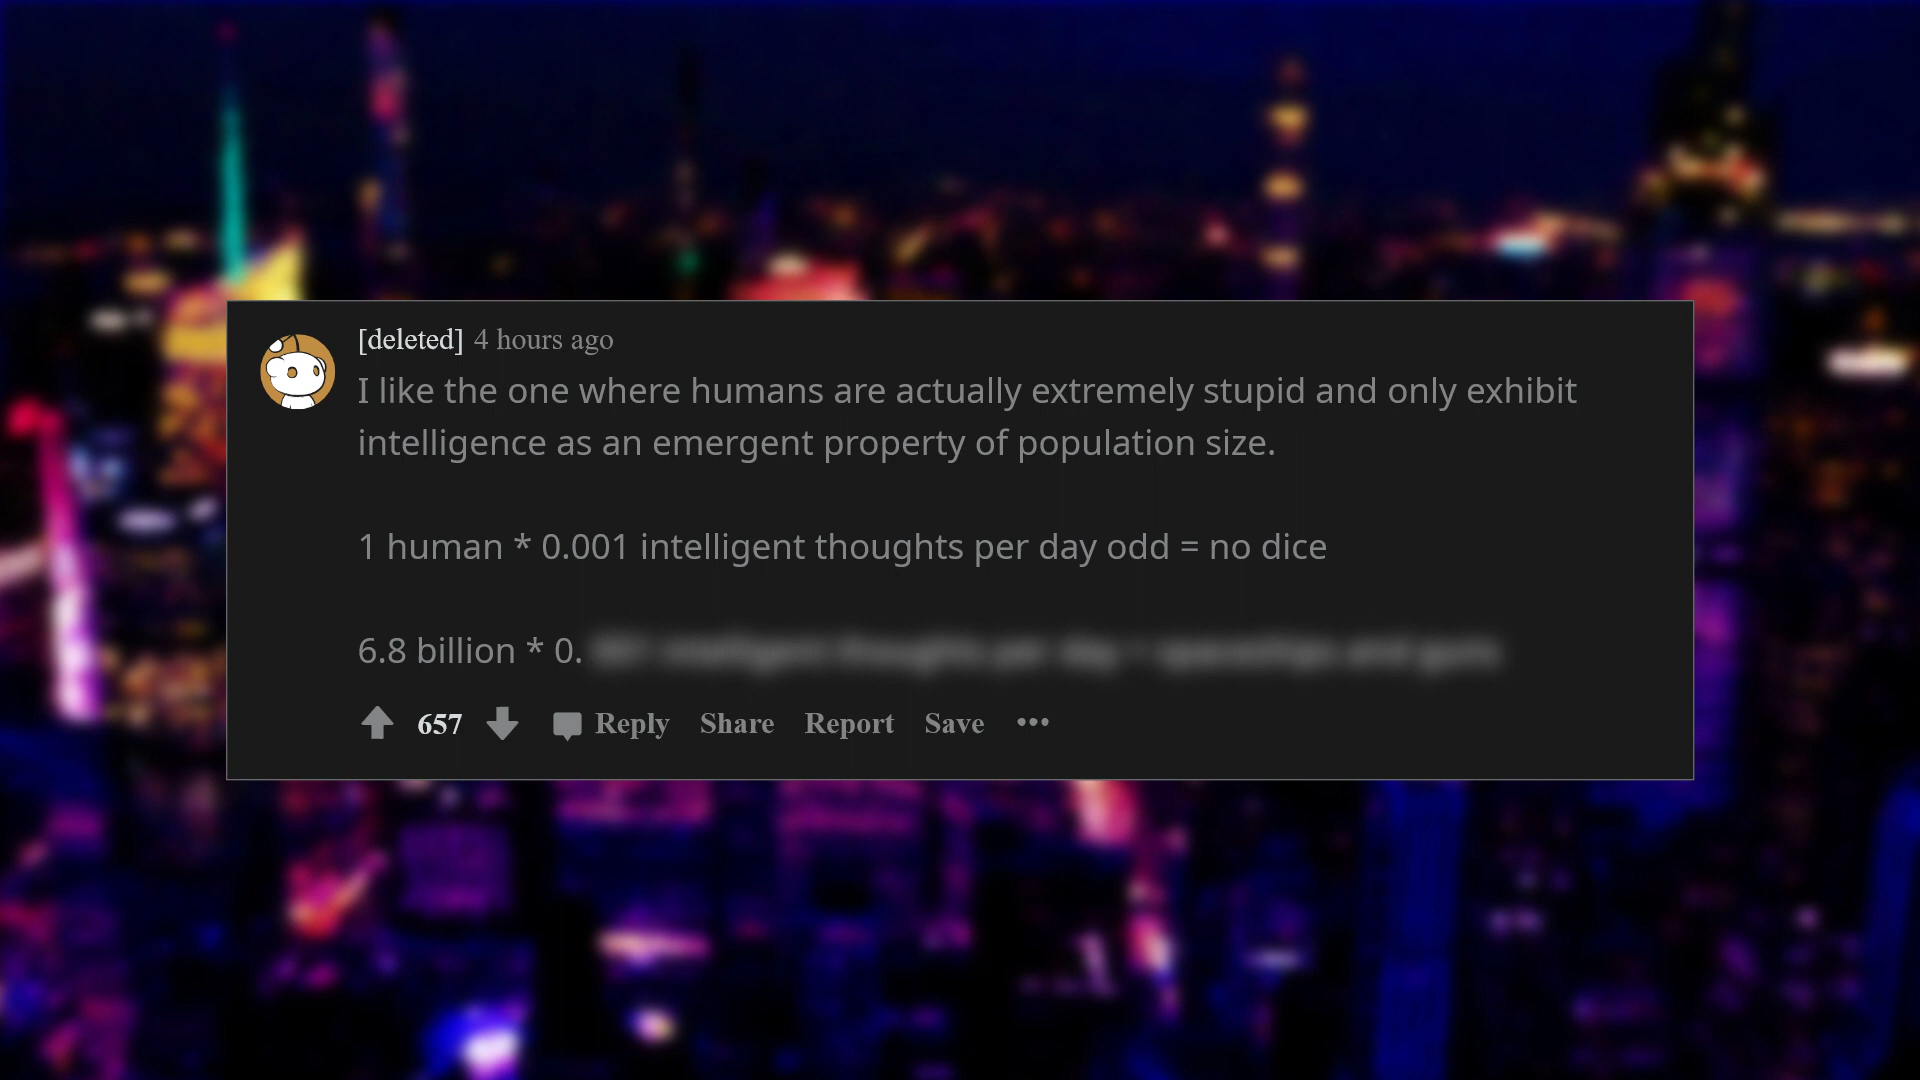 [deleted] 4 hours ago
I like the one where humans are actually extremely stupid and only exhibit
intelligence as an emergent property of population size.
1 human * 0.001 intelligent thoughts per day odd = no dice
6.8 billion * 0.
657 Reply Share Report Save •••